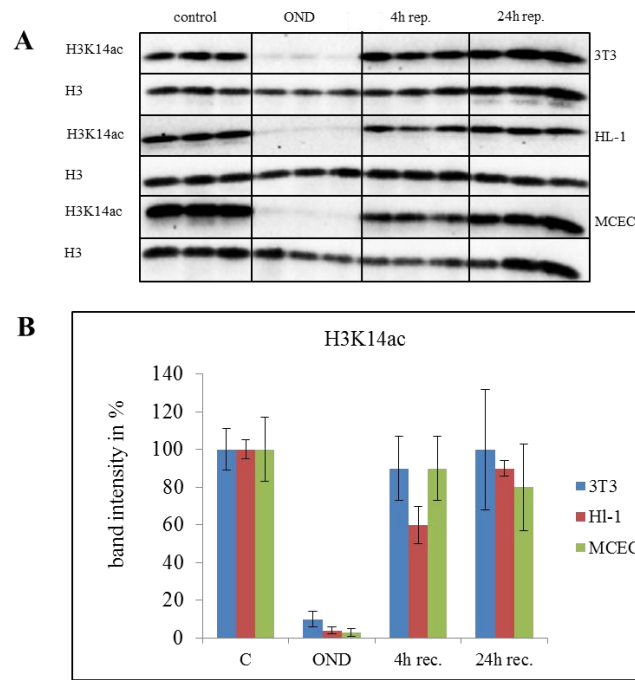 control OND 4h rep. 24h rep.
A
H3K14ac 3T3
H3
H3K14ac HL-1
H3
H3K14ac MCEC
H3
B
H3K14ac
band intensity in %
140
120
100
80
60
40
20
0
C OND 4h rec. 24h rec.
3T3
Hl-1
MCEC